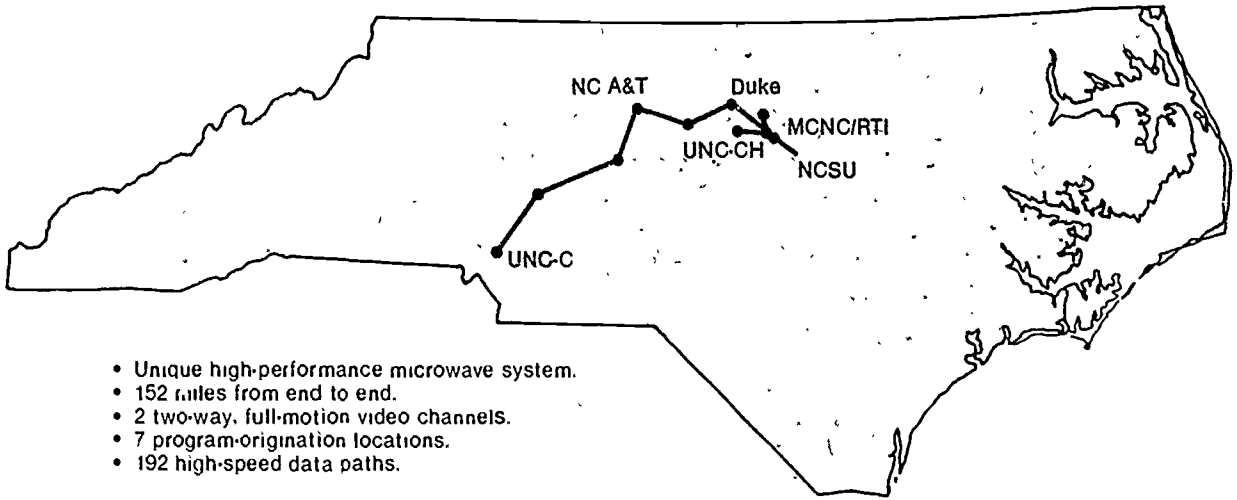 NC A&T
Duke
MCNC/RTI
UNC-CH
NCSU
UNC-C
• Unique high-performance microwave system.
• 152 miles from end to end.
• 2 two-way, full-motion video channels.
• 7 program-origination locations.
• 192 high-speed data paths.